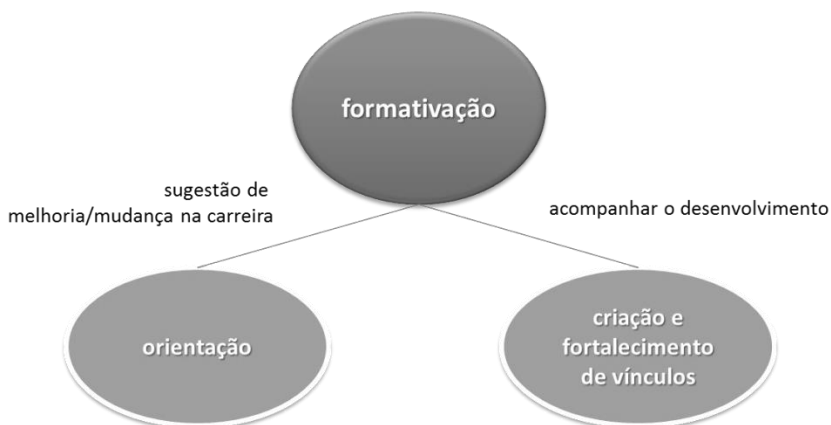 formativação
sugestão de
melhoria/mudança na carreira
acompanhar o desenvolvimento
orientação
criação e
fortalecimento
de vínculos